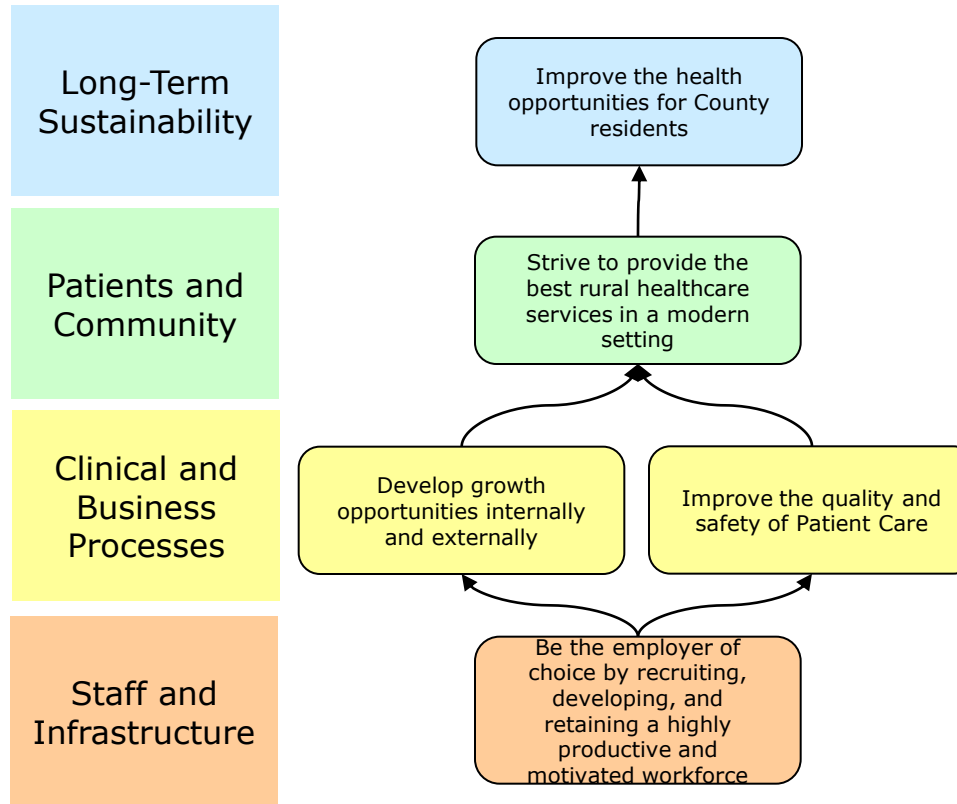 Long-Term
Sustainability
Improve the health
opportunities for County
residents
Patients and
Community
Strive to provide the
best rural healthcare
services in a modern
setting
Clinical and
Business
Processes
Develop growth
opportunities internally
and externally
Improve the quality and
safety of Patient Care
Staff and
Infrastructure
Be the employer of
choice by recruiting,
developing, and
retaining a highly
productive and
motivated workforce